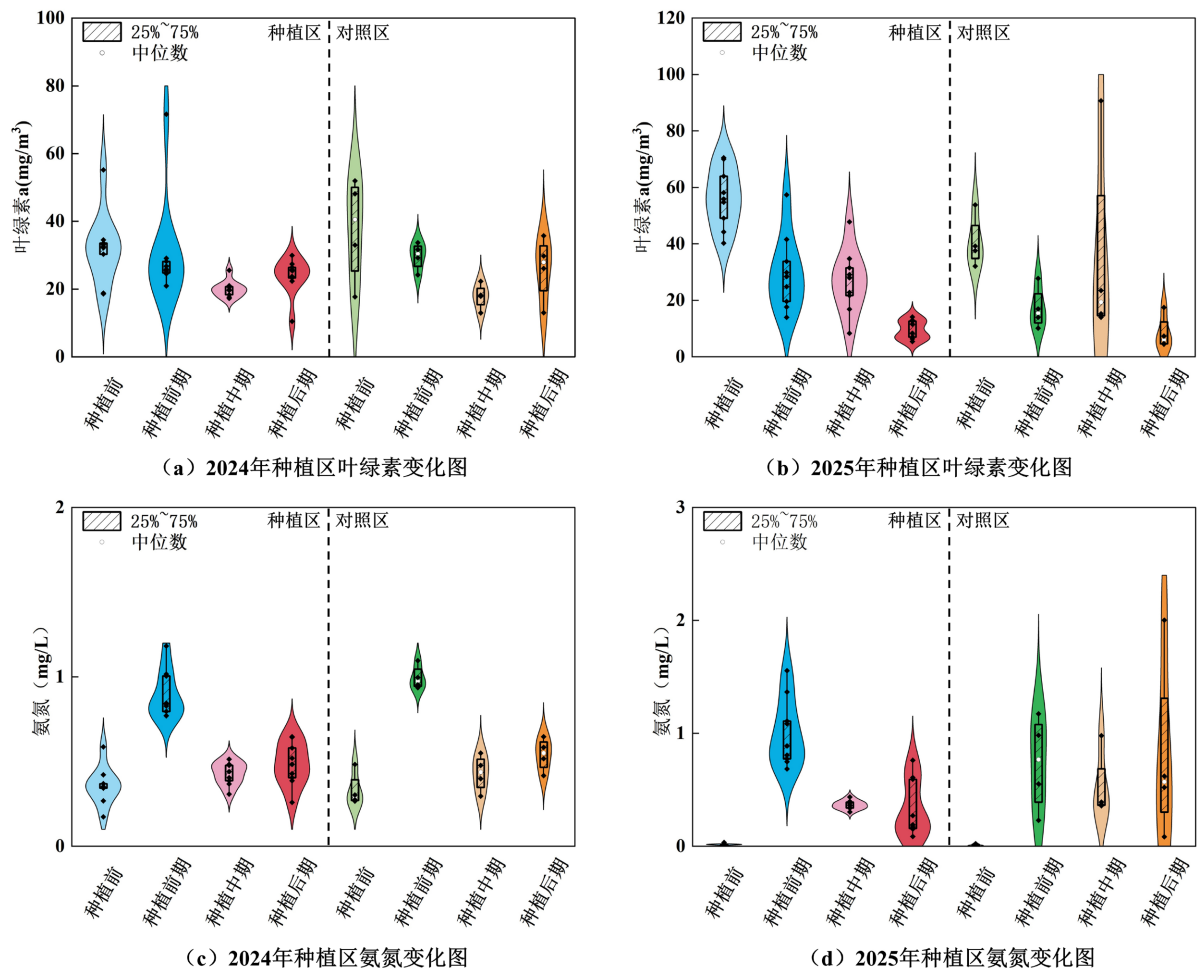 100
80
60
40
20
0
叶绿素a(mg/m³)
25%~75%
中位数
种植区
对照区
种植前
种植前期
种植中期
种植后期
种植前
种植前期
种植中期
种植后期
（a）2024年种植区叶绿素变化图
120
100
80
60
40
20
0
叶绿素a(mg/m³)
25%~75%
中位数
种植区
对照区
种植前
种植前期
种植中期
种植后期
种植前
种植前期
种植中期
种植后期
（b）2025年种植区叶绿素变化图
2
1
0
氨氮（mg/L）
25%~75%
中位数
种植区
对照区
种植前
种植前期
种植中期
种植后期
种植前
种植前期
种植中期
种植后期
（c）2024年种植区氨氮变化图
3
2
1
0
氨氮（mg/L）
25%~75%
中位数
种植区
对照区
种植前
种植前期
种植中期
种植后期
种植前
种植前期
种植中期
种植后期
（d）2025年种植区氨氮变化图